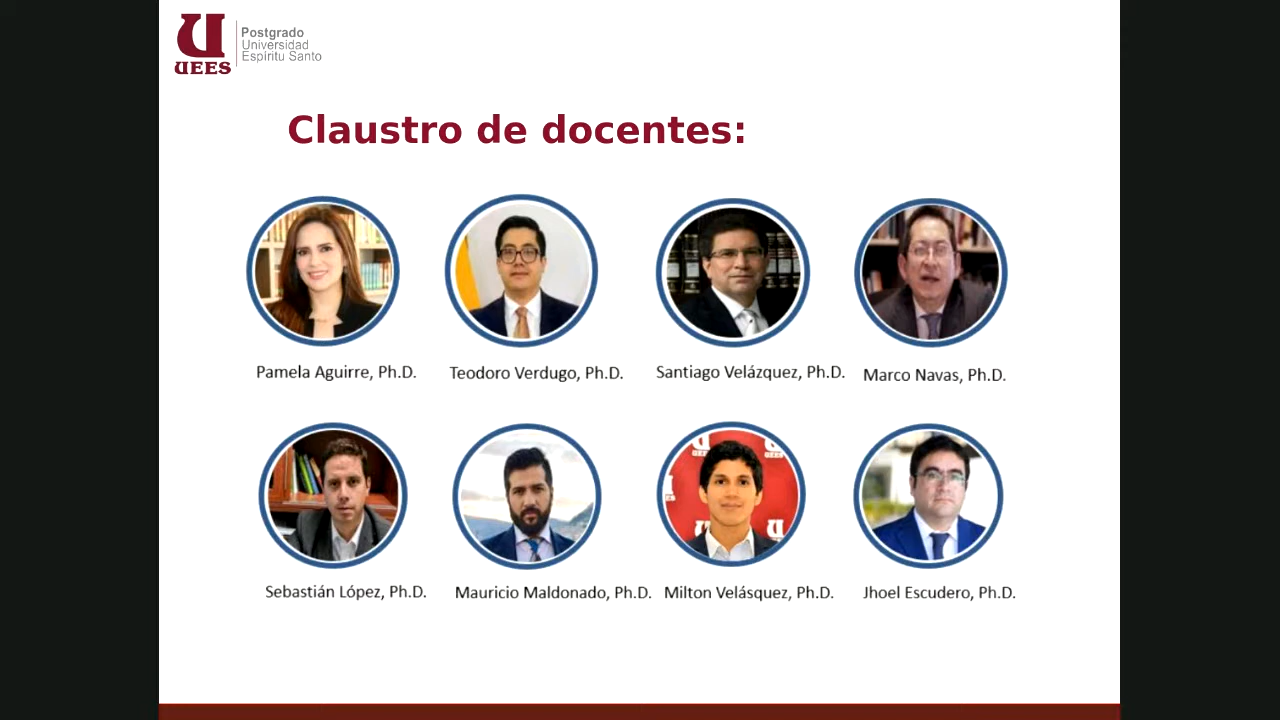 UEES
Postgrado
Universidad
Espíritu Santo
Claustro de docentes:
Pamela Aguirre, Ph.D.
Teodoro Verdugo, Ph.D.
Santiago Velázquez, Ph.D.
Marco Navas, Ph.D.
Sebastián López, Ph.D.
Mauricio Maldonado, Ph.D.
Milton Velásquez, Ph.D.
Jhoel Escudero, Ph.D.